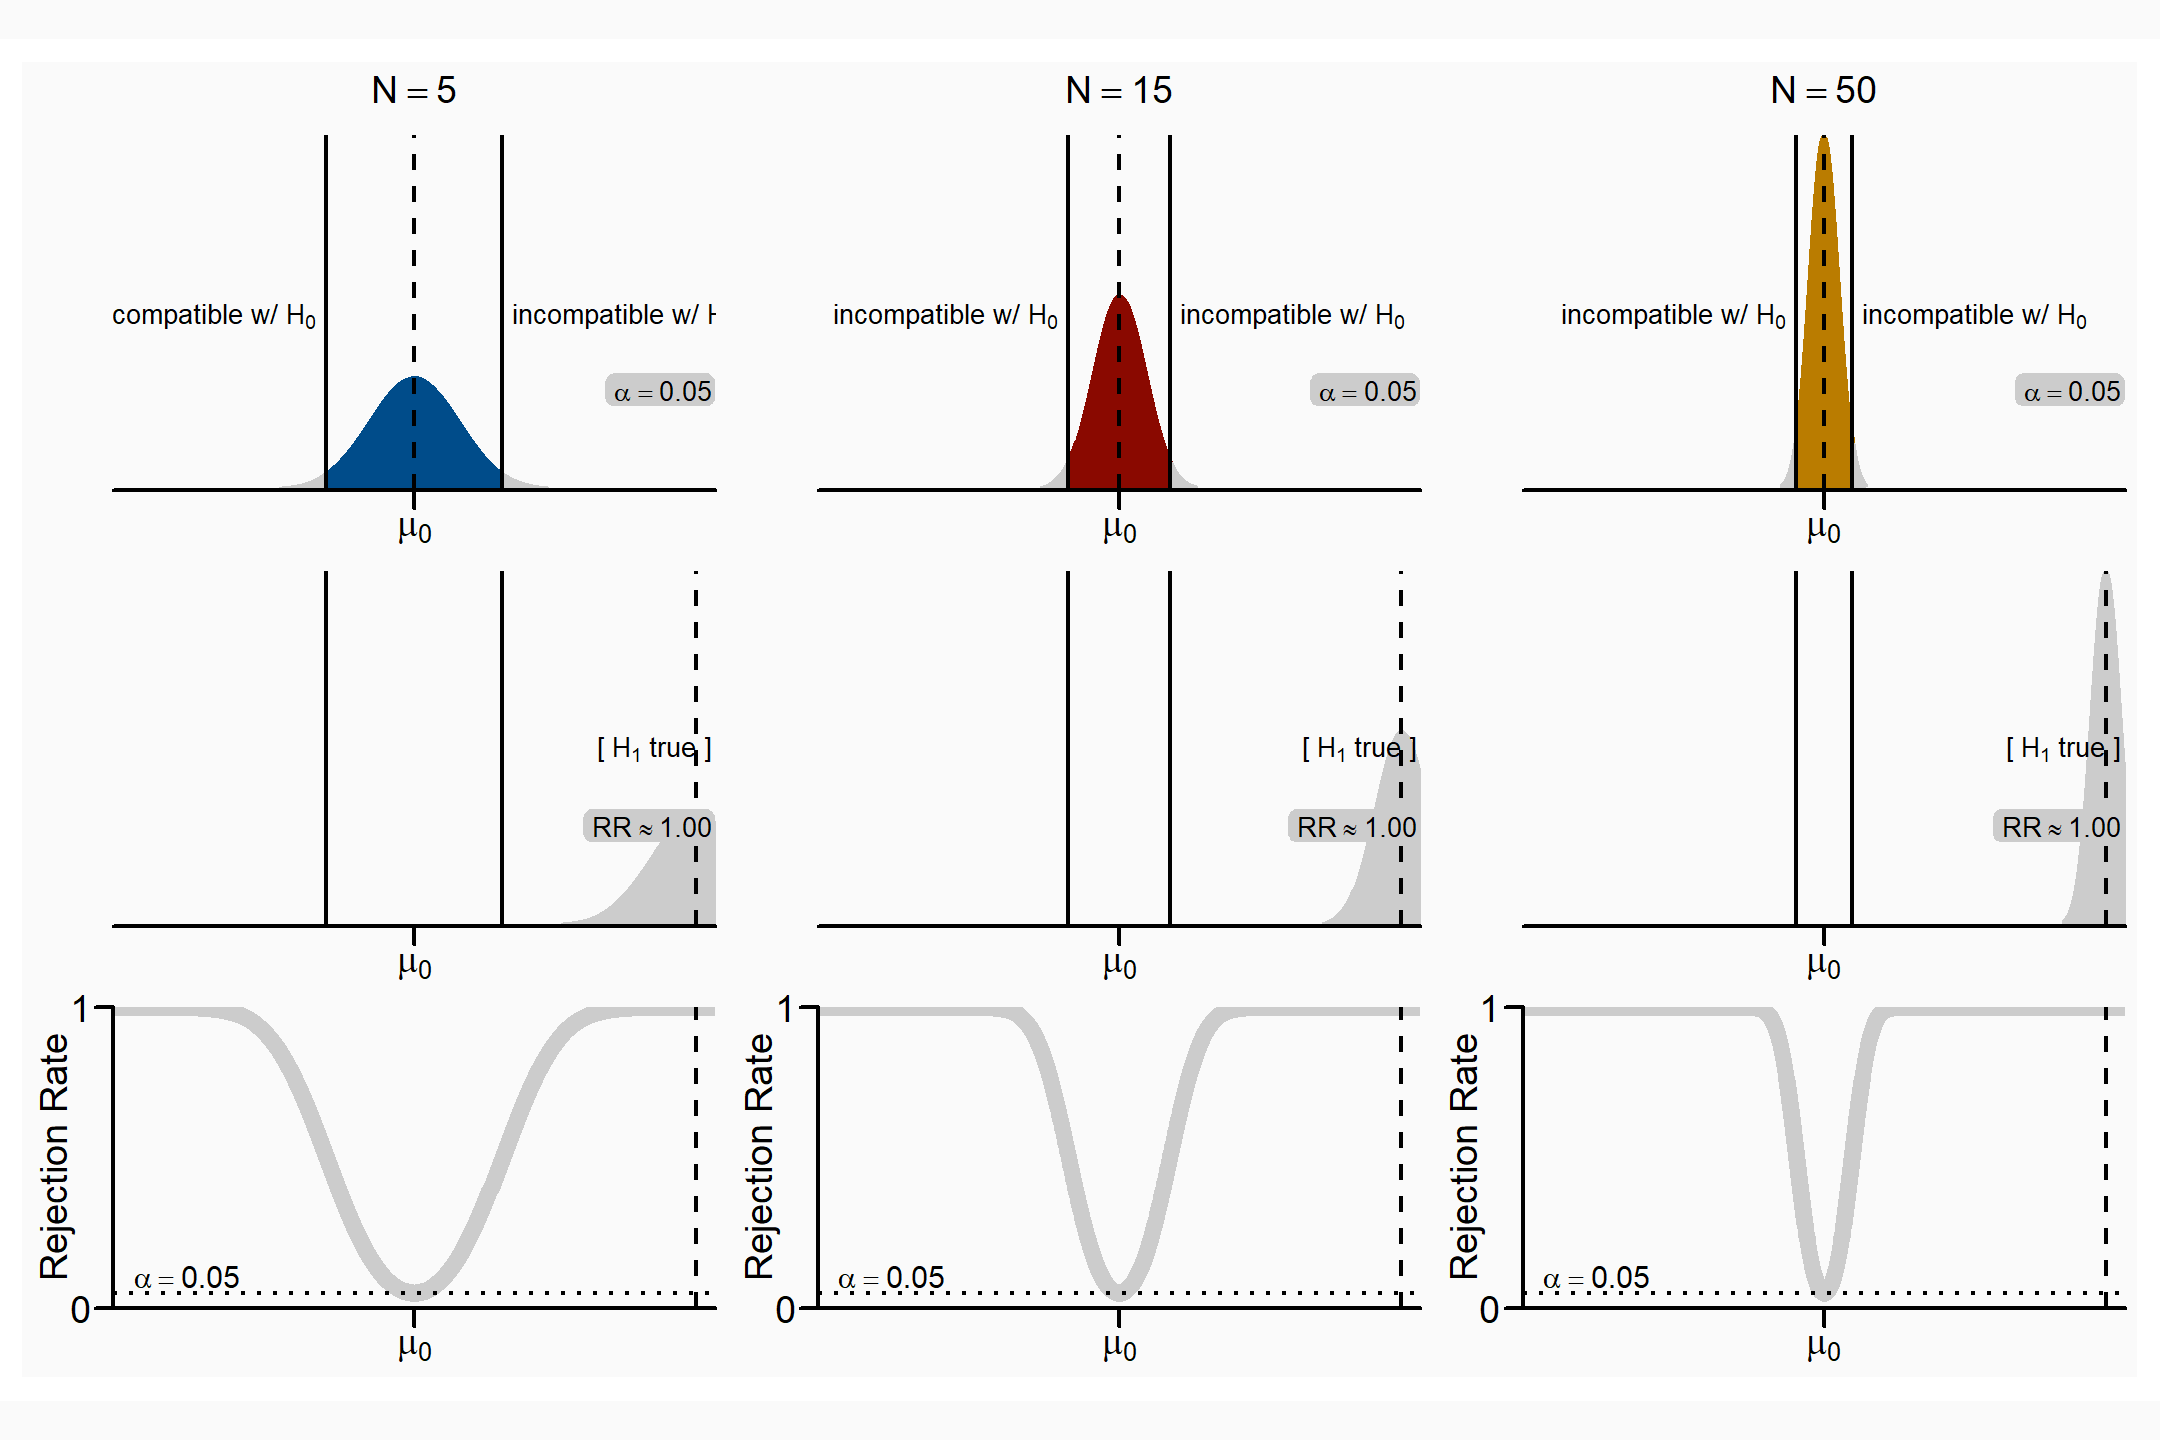 N = 5
compatible w/ H₀
incompatible w/
α = 0.05
μ₀
N = 15
incompatible w/ H₀
incompatible w/ H₀
α = 0.05
μ₀
N = 50
incompatible w/ H₀
incompatible w/ H₀
α = 0.05
μ₀
[ H₁ true ]
RR ≈ 1.00
μ₀
[ H₁ true ]
RR ≈ 1.00
μ₀
[ H₁ true ]
RR ≈ 1.00
μ₀
Rejection Rate
1
α = 0.05
0
μ₀
Rejection Rate
1
α = 0.05
0
μ₀
Rejection Rate
1
α = 0.05
0
μ₀